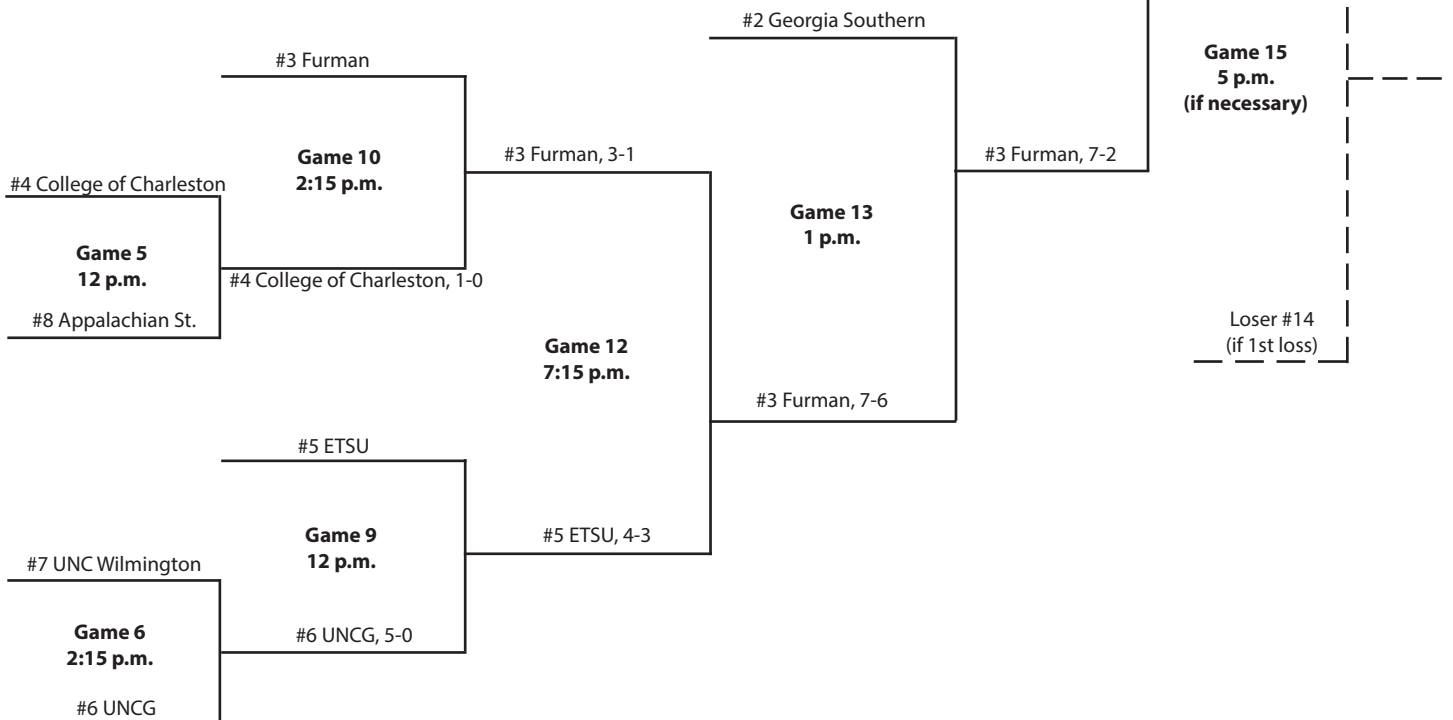 #2 Georgia Southern
Game 15
5 p.m.
(if necessary)
#3 Furman
Game 10
2:15 p.m.
#3 Furman, 3-1
#3 Furman, 7-2
#4 College of Charleston
Game 13
1 p.m.
Game 5
12 p.m.
#4 College of Charleston, 1-0
#8 Appalachian St.
Loser #14
(if 1st loss)
Game 12
7:15 p.m.
#3 Furman, 7-6
#5 ETSU
Game 9
12 p.m.
#5 ETSU, 4-3
#7 UNC Wilmington
Game 6
2:15 p.m.
#6 UNCG, 5-0
#6 UNCG